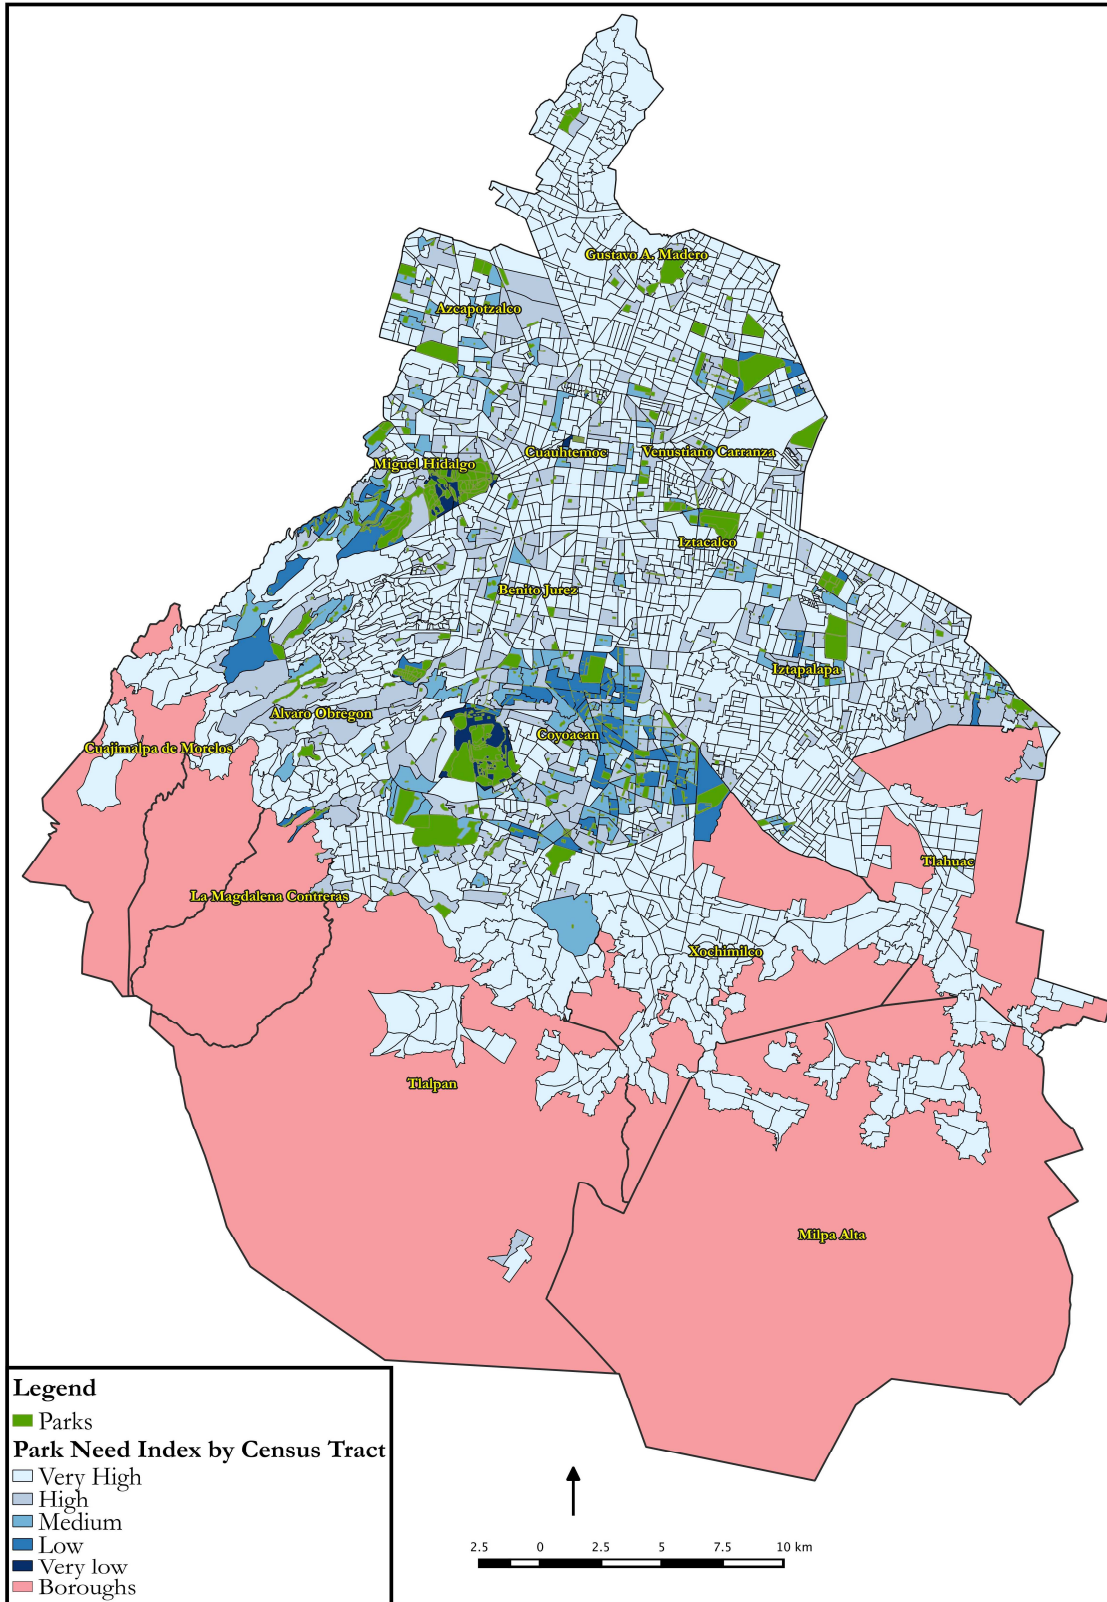 Gustavo A. Madero
Azcapotzalco
Cuauhtemoc
Venustiano Carranza
Miguel Hidalgo
Iztacalco
Benito Jurez
Iztapalapa
Alvaro Obregon
Coyoacan
Cuajimalpa de Morelos
Tlahuac
La Magdalena Contreras
Xochimilco
Tlalpan
Milpa Alta
Legend
Parks
Park Need Index by Census Tract
Very High
High
Medium
Low
Very low
Boroughs
2.5 0 2.5 5 7.5 10 km